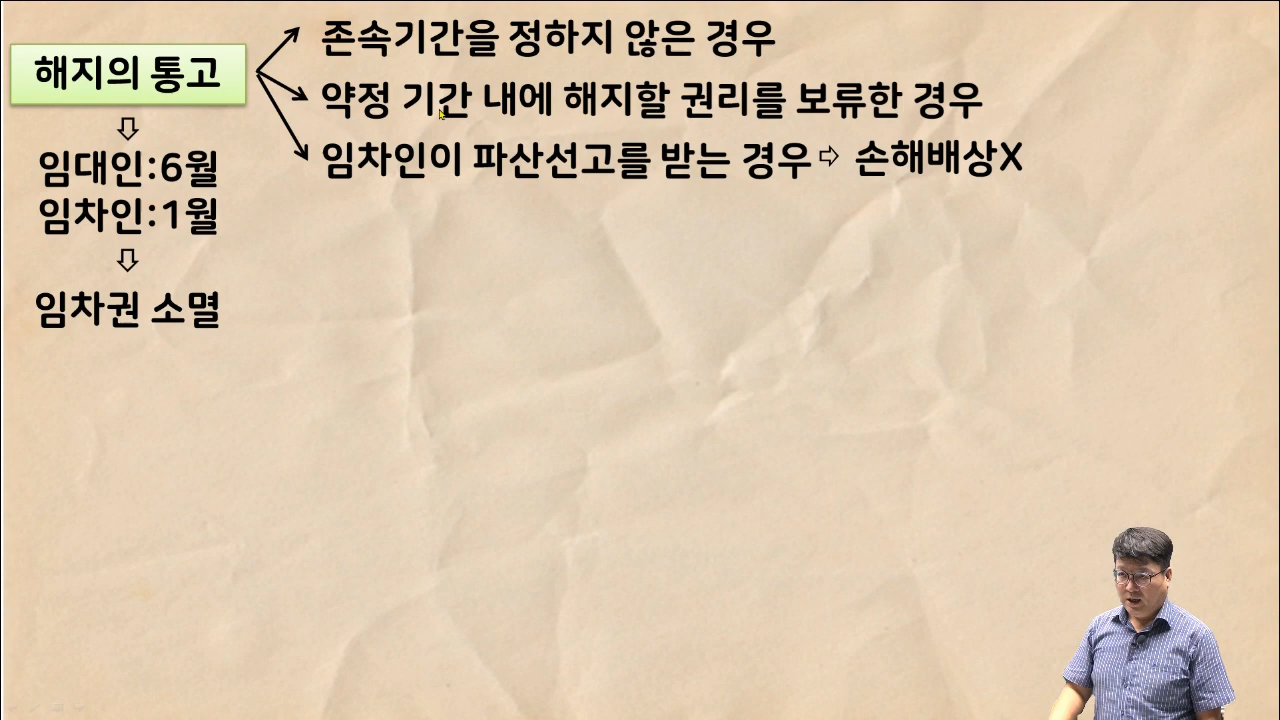 해지의 통고
임대인:6월
임차인:1월
임차권 소멸
존속기간을 정하지 않은 경우
약정 기간 내에 해지할 권리를 보류한 경우
임차인이 파산선고를 받는 경우⇨ 손해배상X